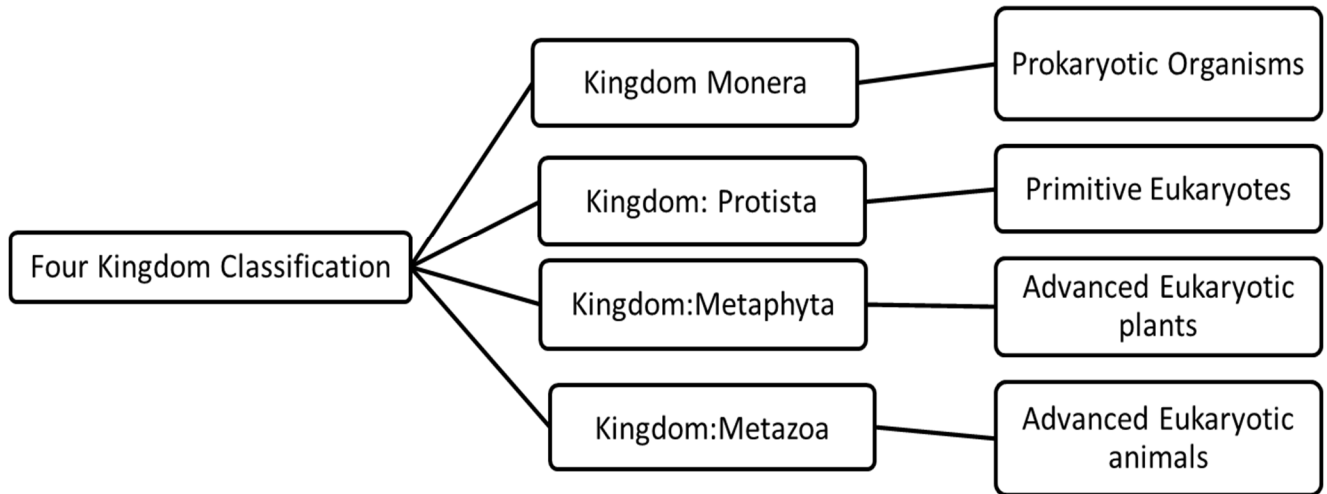 Four Kingdom Classification
Kingdom Monera
Prokaryotic Organisms
Kingdom: Protista
Primitive Eukaryotes
Kingdom:Metaphyta
Advanced Eukaryotic
plants
Kingdom:Metazoa
Advanced Eukaryotic
animals